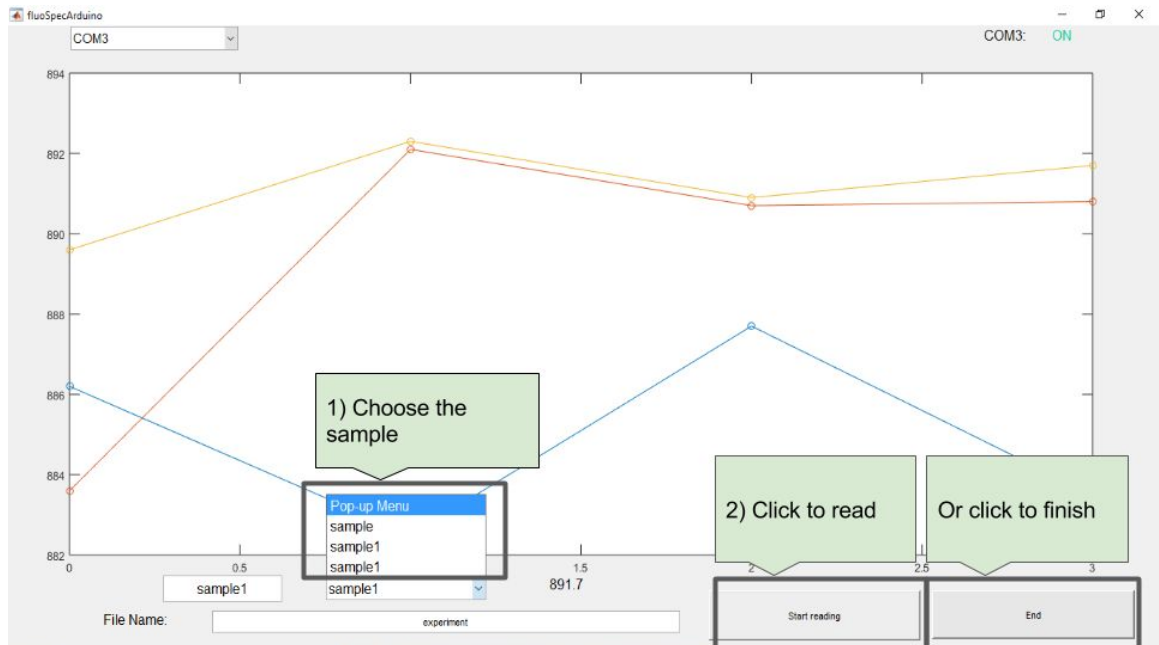 fluoSpecArduino
COM3
COM3: ON
894
892
890
888
886
884
882
1) Choose the
sample
Pop-up Menu
sample
sample1
sample1
2) Click to read
Or click to finish
0
0.5
1.5
2
2.5
3
sample1
sample1
891.7
File Name:
experiment
Start reading
End